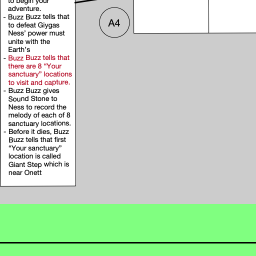 to begin your
adventure.
- Buzz Buzz tells that
to defeat Giygas
Ness' power must
unite with the
Earth's
- Buzz Buzz tells that
there are 8 "Your
sanctuary" locations
to visit and capture.
- Buzz Buzz gives
Sound Stone to
Ness to record the
melody of each of 8
sanctuary locations.
- Before it dies, Buzz
Buzz tells that first
"Your sanctuary"
location is called
Giant Step which is
near Onett
A4